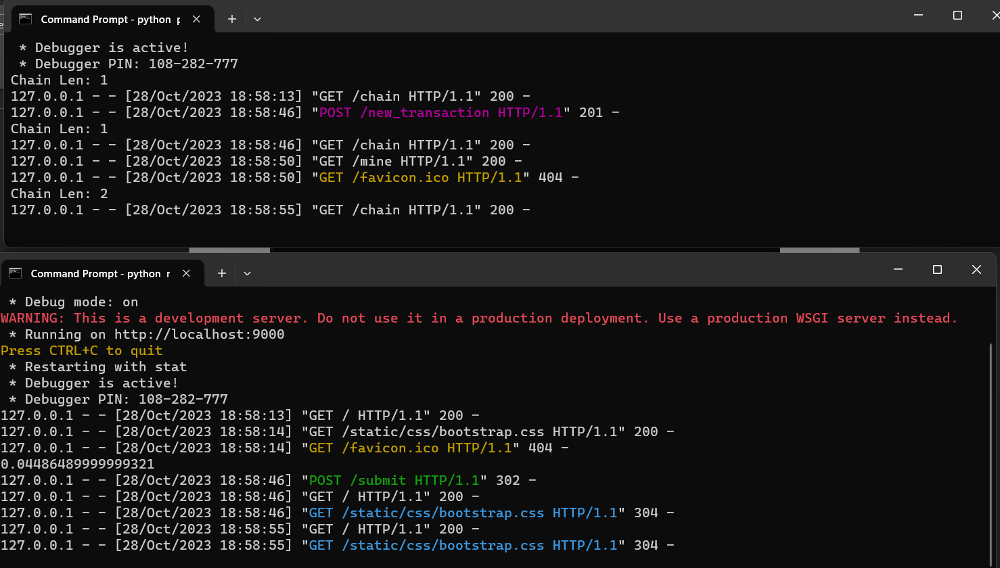 Command Prompt - python p
* Debugger is active!
* Debugger PIN: 108-282-777
Chain Len: 1
127.0.0.1 - - [28/Oct/2023 18:58:13] "GET /chain HTTP/1.1" 200 -
127.0.0.1 - - [28/Oct/2023 18:58:46] "POST /new_transaction HTTP/1.1" 201 -
Chain Len: 1
127.0.0.1 - - [28/Oct/2023 18:58:46] "GET /chain HTTP/1.1" 200 -
127.0.0.1 - - [28/Oct/2023 18:58:50] "GET /mine HTTP/1.1" 200 -
127.0.0.1 - - [28/Oct/2023 18:58:50] "GET /favicon.ico HTTP/1.1" 404 -
Chain Len: 2
127.0.0.1 - - [28/Oct/2023 18:58:55] "GET /chain HTTP/1.1" 200 -
Command Prompt - python r
* Debug mode: on
WARNING: This is a development server. Do not use it in a production deployment. Use a production WSGI server instead.
* Running on http://localhost:9000
Press CTRL+C to quit
* Restarting with stat
* Debugger is active!
* Debugger PIN: 108-282-777
127.0.0.1 - - [28/Oct/2023 18:58:13] "GET / HTTP/1.1" 200 -
127.0.0.1 - - [28/Oct/2023 18:58:14] "GET /static/css/bootstrap.css HTTP/1.1" 200 -
127.0.0.1 - - [28/Oct/2023 18:58:14] "GET /favicon.ico HTTP/1.1" 404 -
0.04486489999999321
127.0.0.1 - - [28/Oct/2023 18:58:46] "POST /submit HTTP/1.1" 302 -
127.0.0.1 - - [28/Oct/2023 18:58:46] "GET / HTTP/1.1" 200 -
127.0.0.1 - - [28/Oct/2023 18:58:46] "GET /static/css/bootstrap.css HTTP/1.1" 304 -
127.0.0.1 - - [28/Oct/2023 18:58:55] "GET / HTTP/1.1" 200 -
127.0.0.1 - - [28/Oct/2023 18:58:55] "GET /static/css/bootstrap.css HTTP/1.1" 304 -